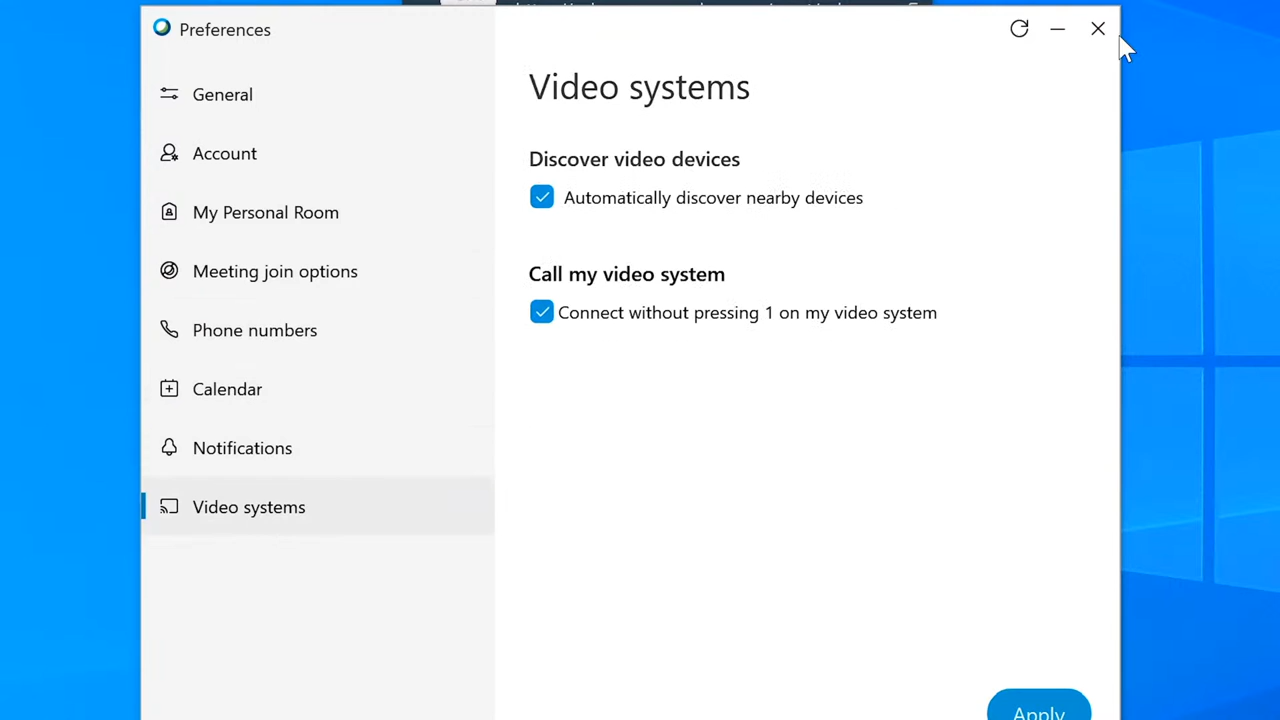 Preferences
General
Account
My Personal Room
Meeting join options
Phone numbers
Calendar
Notifications
Video systems
Video systems
Discover video devices
Automatically discover nearby devices
Call my video system
Connect without pressing 1 on my video system
Apply